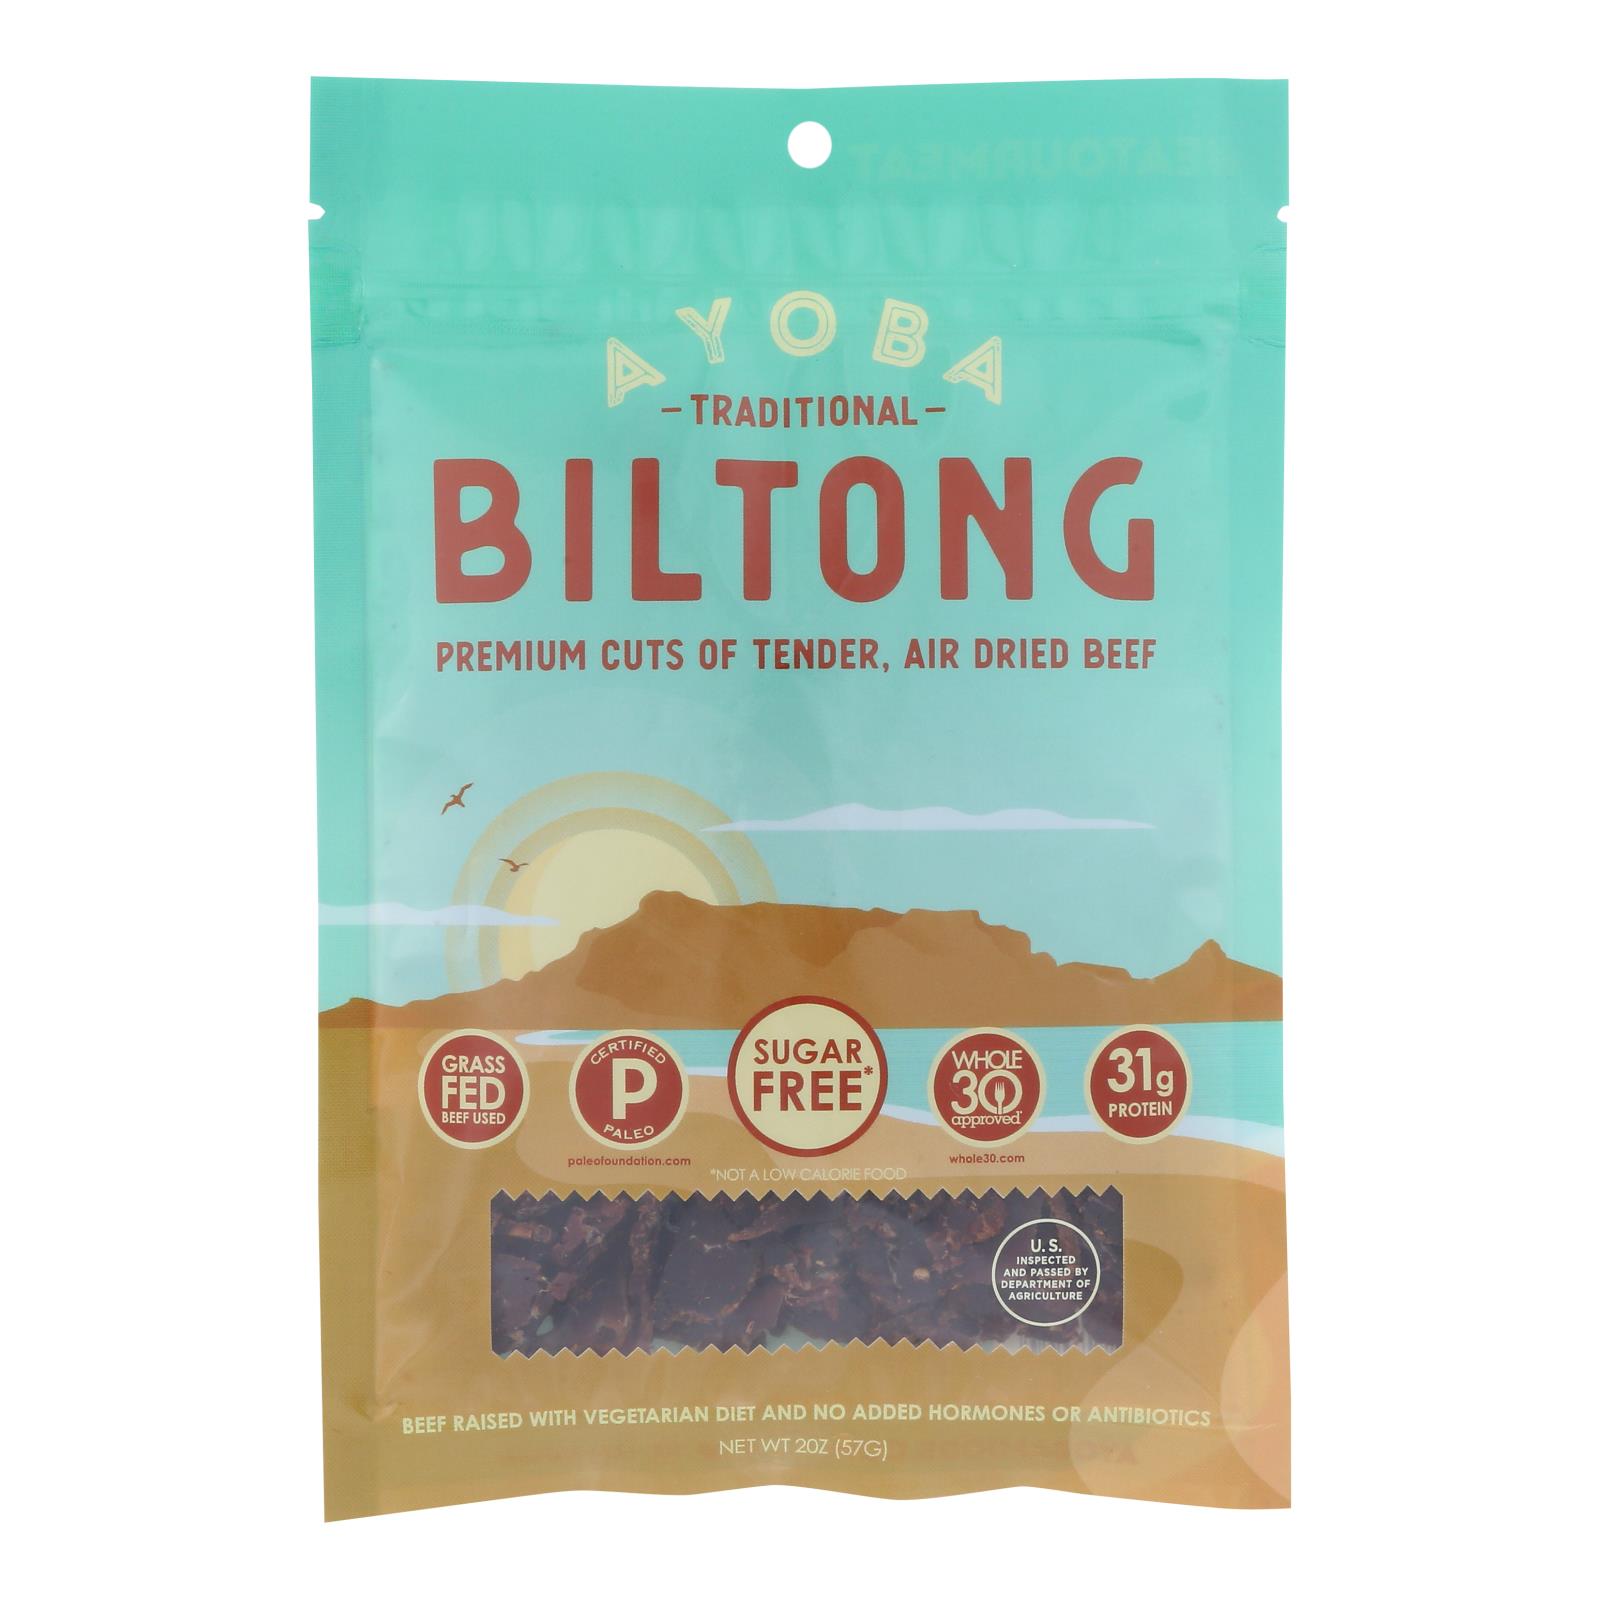 AYOBA
- TRADITIONAL -
BILTONG
PREMIUM CUTS OF TENDER, AIR DRIED BEEF
GRASS
FED
BEEF USED
CERTIFIED
P
PALEO
paleofoundation.com
SUGAR
FREE*
*NOT A LOW CALORIE FOOD
WHOLE
30
approved
whole30.com
31g
PROTEIN
U.S.
INSPECTED
AND PASSED BY
DEPARTMENT OF
AGRICULTURE
BEEF RAISED WITH VEGETARIAN DIET AND NO ADDED HORMONES OR ANTIBIOTICS
NET WT 2OZ (57G)